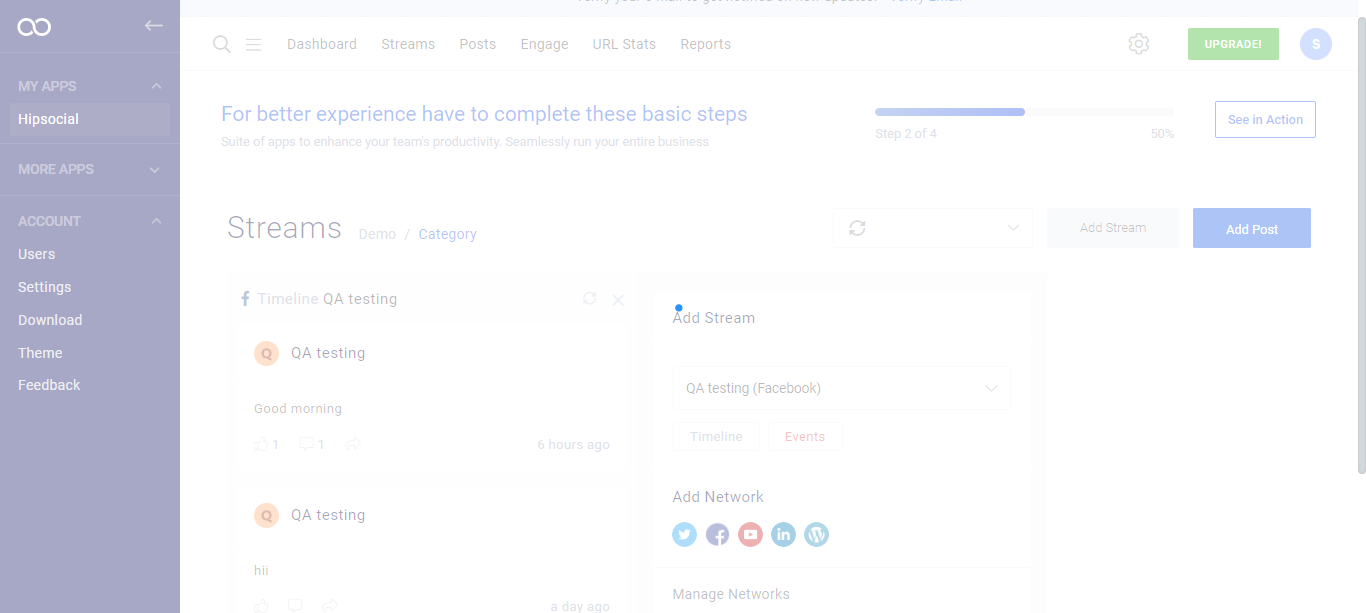 Verify Email
Dashboard Streams Posts Engage URL Stats Reports
UPGRADE!
S
MY APPS
Hipsocial
MORE APPS
ACCOUNT
Users
Settings
Download
Theme
Feedback
For better experience have to complete these basic steps
Suite of apps to enhance your team's productivity. Seamlessly run your entire business
Step 2 of 4 50%
See in Action
Streams Demo / Category
Add Stream
Add Post
Timeline QA testing
Q QA testing
Good morning
1 1 6 hours ago
Q QA testing
hii
a day ago
Add Stream
QA testing (Facebook)
Timeline Events
Add Network
Manage Networks